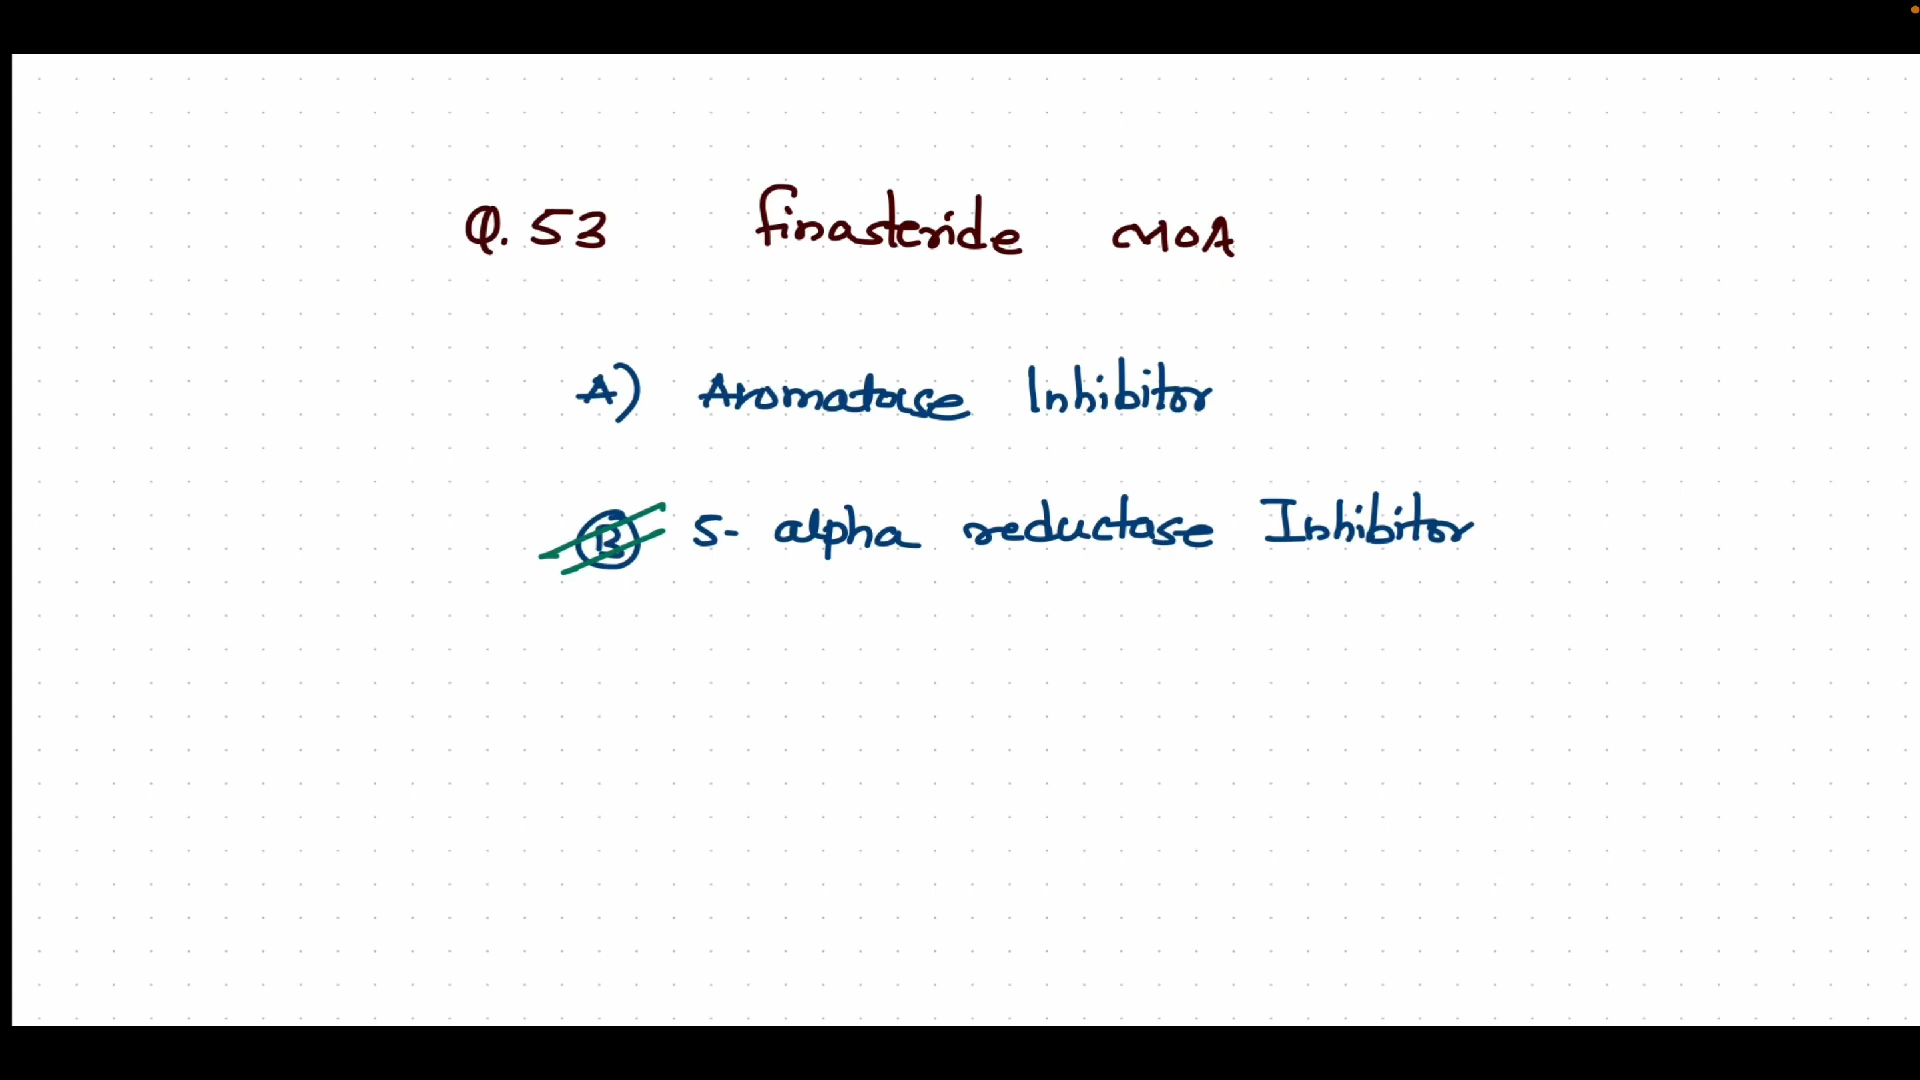 Q. 53 finasteride MOA
A) Aromatase Inhibitor
B 5- alpha reductase Inhibitor